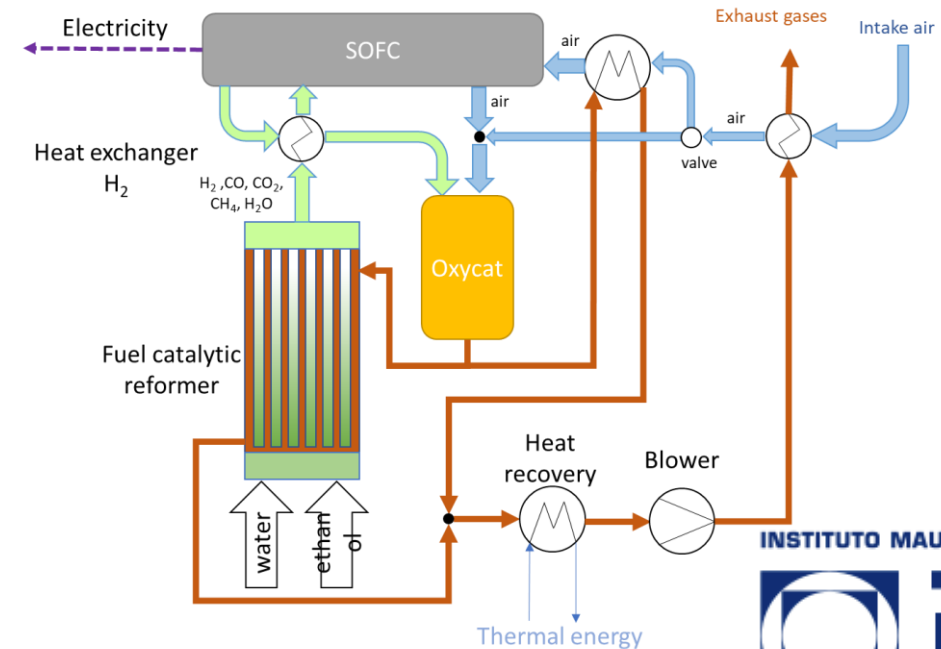 Electricity
Exhaust gases
Intake air
SOFC
air
air
air
valve
Heat exchanger
H₂
H₂ ,CO, CO₂,
CH₄, H₂O
Oxycat
Fuel catalytic
reformer
Heat
recovery
Blower
water
ethan
ol
INSTITUTO MAU
Thermal energy